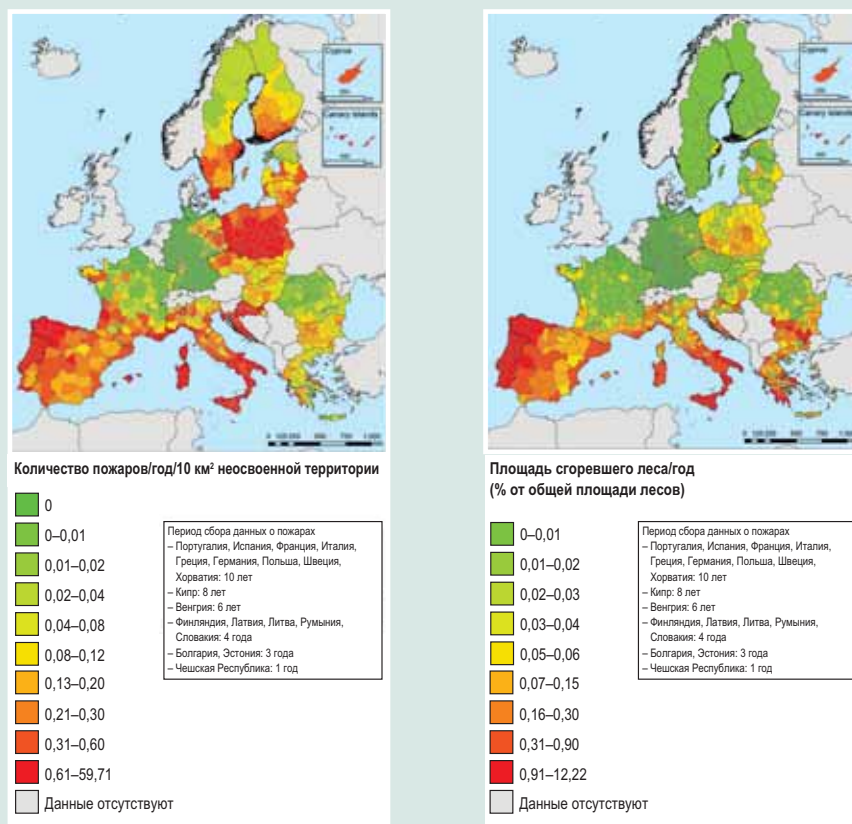 Cyprus
Canary Islands
Количество пожаров/год/10 км² неосвоенной территории
0
0–0,01
0,01–0,02
0,02–0,04
0,04–0,08
0,08–0,12
0,13–0,20
0,21–0,30
0,31–0,60
0,61–59,71
Данные отсутствуют
Период сбора данных о пожарах
– Португалия, Испания, Франция, Италия,
Греция, Германия, Польша, Швеция,
Хорватия: 10 лет
– Кипр: 8 лет
– Венгрия: 6 лет
– Финляндия, Латвия, Литва, Румыния,
Словакия: 4 года
– Болгария, Эстония: 3 года
– Чешская Республика: 1 год
Cyprus
Canary Islands
Площадь сгоревшего леса/год
(% от общей площади лесов)
0–0,01
0,01–0,02
0,02–0,03
0,03–0,04
0,05–0,06
0,07–0,15
0,16–0,30
0,31–0,90
0,91–12,22
Данные отсутствуют
Период сбора данных о пожарах
– Португалия, Испания, Франция, Италия,
Греция, Германия, Польша, Швеция,
Хорватия: 10 лет
– Кипр: 8 лет
– Венгрия: 6 лет
– Финляндия, Латвия, Литва, Румыния,
Словакия: 4 года
– Болгария, Эстония: 3 года
– Чешская Республика: 1 год